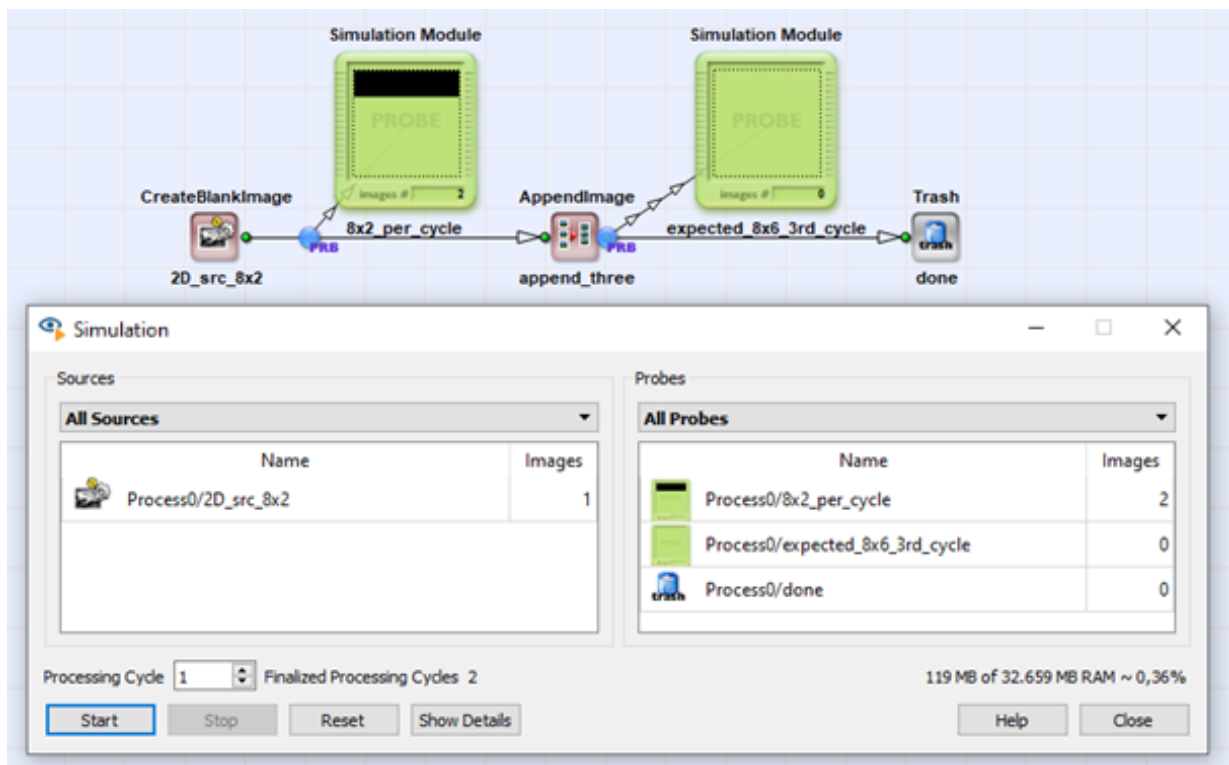 Simulation Module
Simulation Module
PROBE
PROBE
images # 2
images # 0
CreateBlankImage
AppendImage
Trash
8x2_per_cycle
expected_8x6_3rd_cycle
PRB
PRB
trash
2D_src_8x2
append_three
done
Simulation
Sources
Probes
All Sources
All Probes
Name Images
Name Images
Process0/2D_src_8x2 1
Process0/8x2_per_cycle 2
Process0/expected_8x6_3rd_cycle 0
trash
Process0/done 0
Processing Cycle 1 Finalized Processing Cycles 2
119 MB of 32.659 MB RAM ~ 0,36%
Start Stop Reset Show Details
Help Close